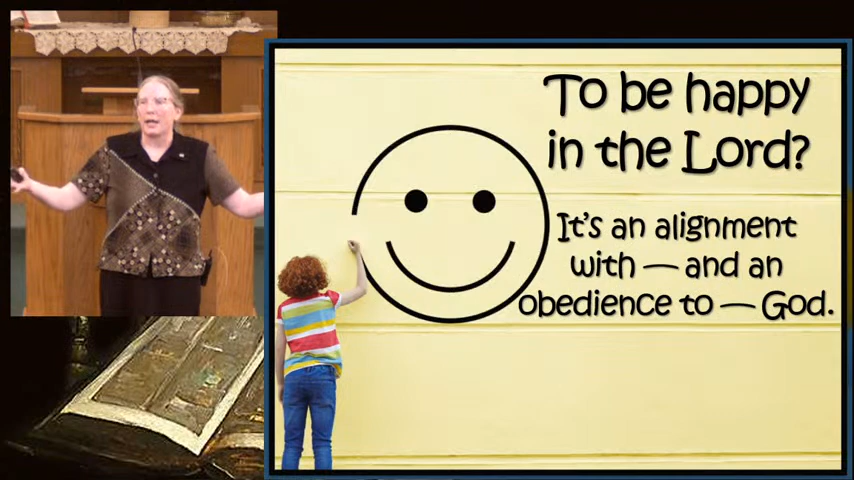 To be happy
in the Lord?
It's an alignment
with — and an
obedience to — God.